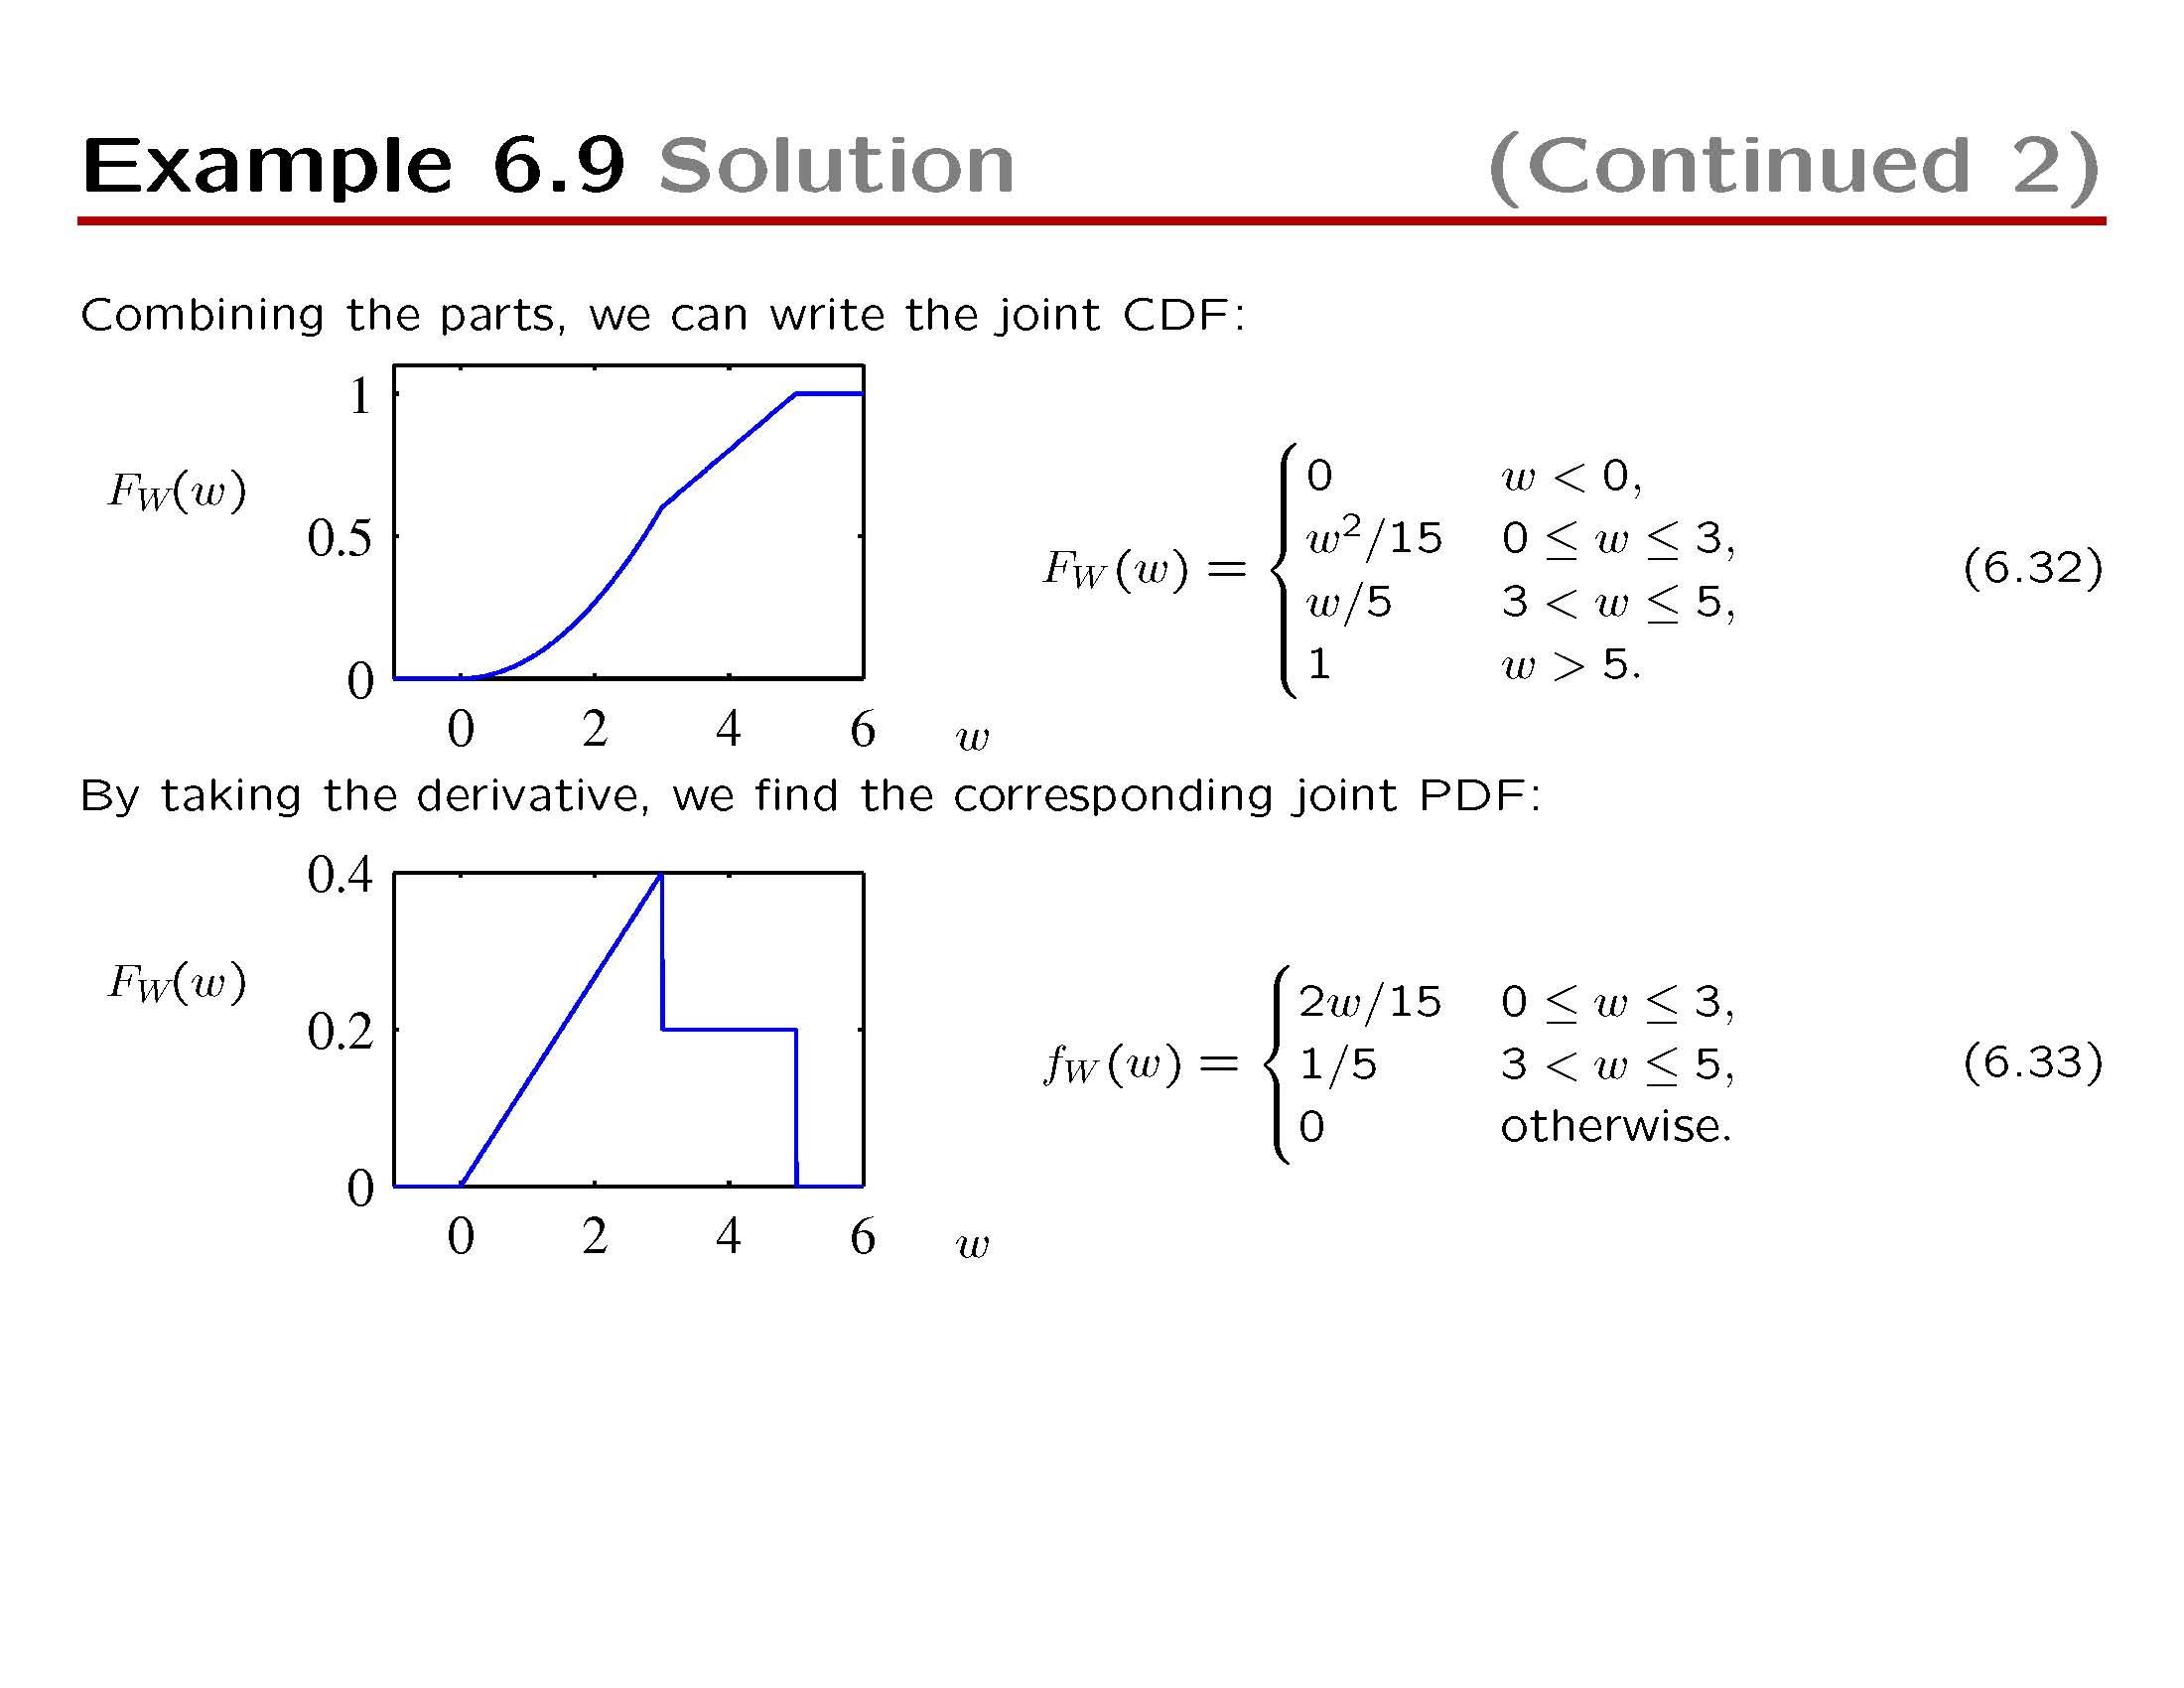 Example 6.9 Solution (Continued 2)
Combining the parts, we can write the joint CDF:
1
0.5
0
F_W(w)
0 2 4 6 w
F_W(w) = { 0 w < 0,
w²/15 0 ≤ w ≤ 3,
w/5 3 < w ≤ 5,
1 w > 5.
(6.32)
By taking the derivative, we find the corresponding joint PDF:
0.4
0.2
0
F_W(w)
0 2 4 6 w
f_W(w) = { 2w/15 0 ≤ w ≤ 3,
1/5 3 < w ≤ 5,
0 otherwise.
(6.33)